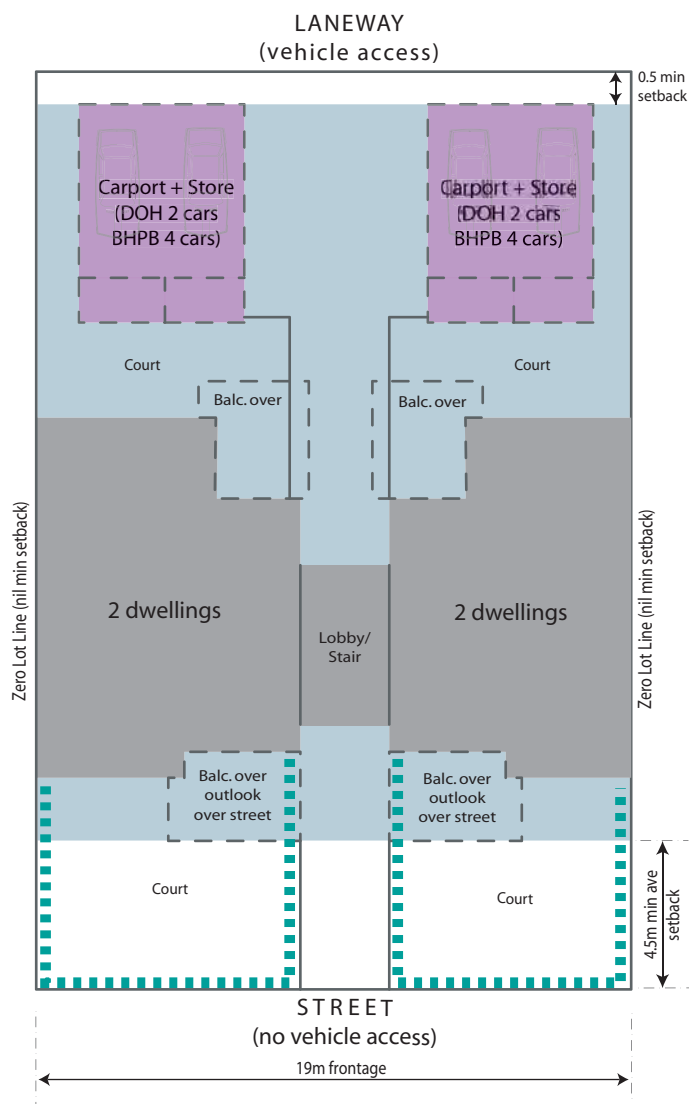 LANEWAY
(vehicle access)
0.5 min
setback
Carport + Store
(DOH 2 cars
BHPB 4 cars)
Carport + Store
(DOH 2 cars
BHPB 4 cars)
Court
Court
Balc. over
Balc. over
Zero Lot Line (nil min setback)
2 dwellings
Lobby/
Stair
2 dwellings
Zero Lot Line (nil min setback)
Balc. over
outlook
over street
Balc. over
outlook
over street
Court
Court
4.5m min ave
setback
STREET
(no vehicle access)
19m frontage